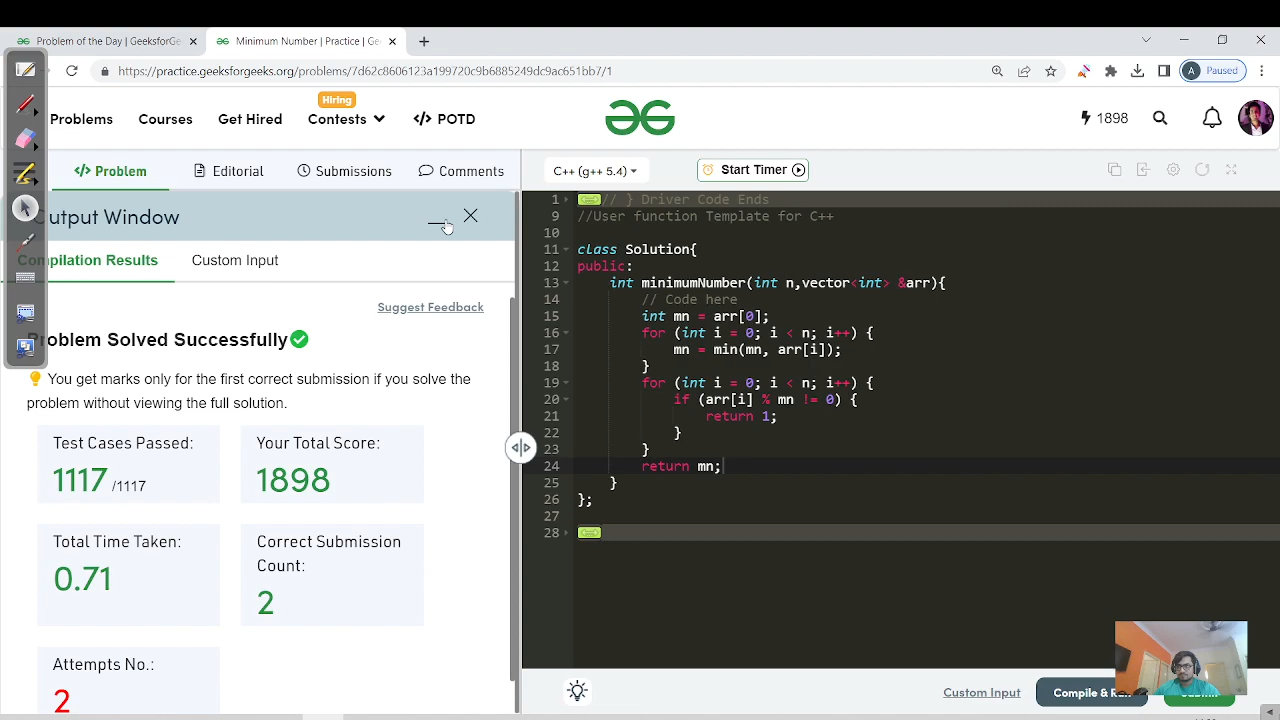 Problem of the Day | GeeksforG
Minimum Number | Practice | Ge
https://practice.geeksforgeeks.org/problems/7d62c8606123a199720c9b4285249dc9ac651bb7/1
A Paused
Problems Courses Get Hired Hiring Contests </> POTD
1898
</> Problem Editorial Submissions Comments
C++ (g++ 5.4) Start Timer
Output Window
Compilation Results Custom Input
Suggest Feedback
Problem Solved Successfully
You get marks only for the first correct submission if you solve the
problem without viewing the full solution.
Test Cases Passed: Your Total Score:
1117 /1117 1898
Total Time Taken: Correct Submission
Count:
0.71
2
Attempts No.:
2
1 // } Driver Code Ends
9 //User function Template for C++
10
11 class Solution{
12 public:
13 int minimumNumber(int n,vector<int> &arr){
14 // Code here
15 int mn = arr[0];
16 for (int i = 0; i < n; i++) {
17 mn = min(mn, arr[i]);
18 }
19 for (int i = 0; i < n; i++) {
20 if (arr[i] % mn != 0) {
21 return 1;
22 }
23 }
24 return mn;
25 }
26 };
27
28
Custom Input Compile & Run Submit